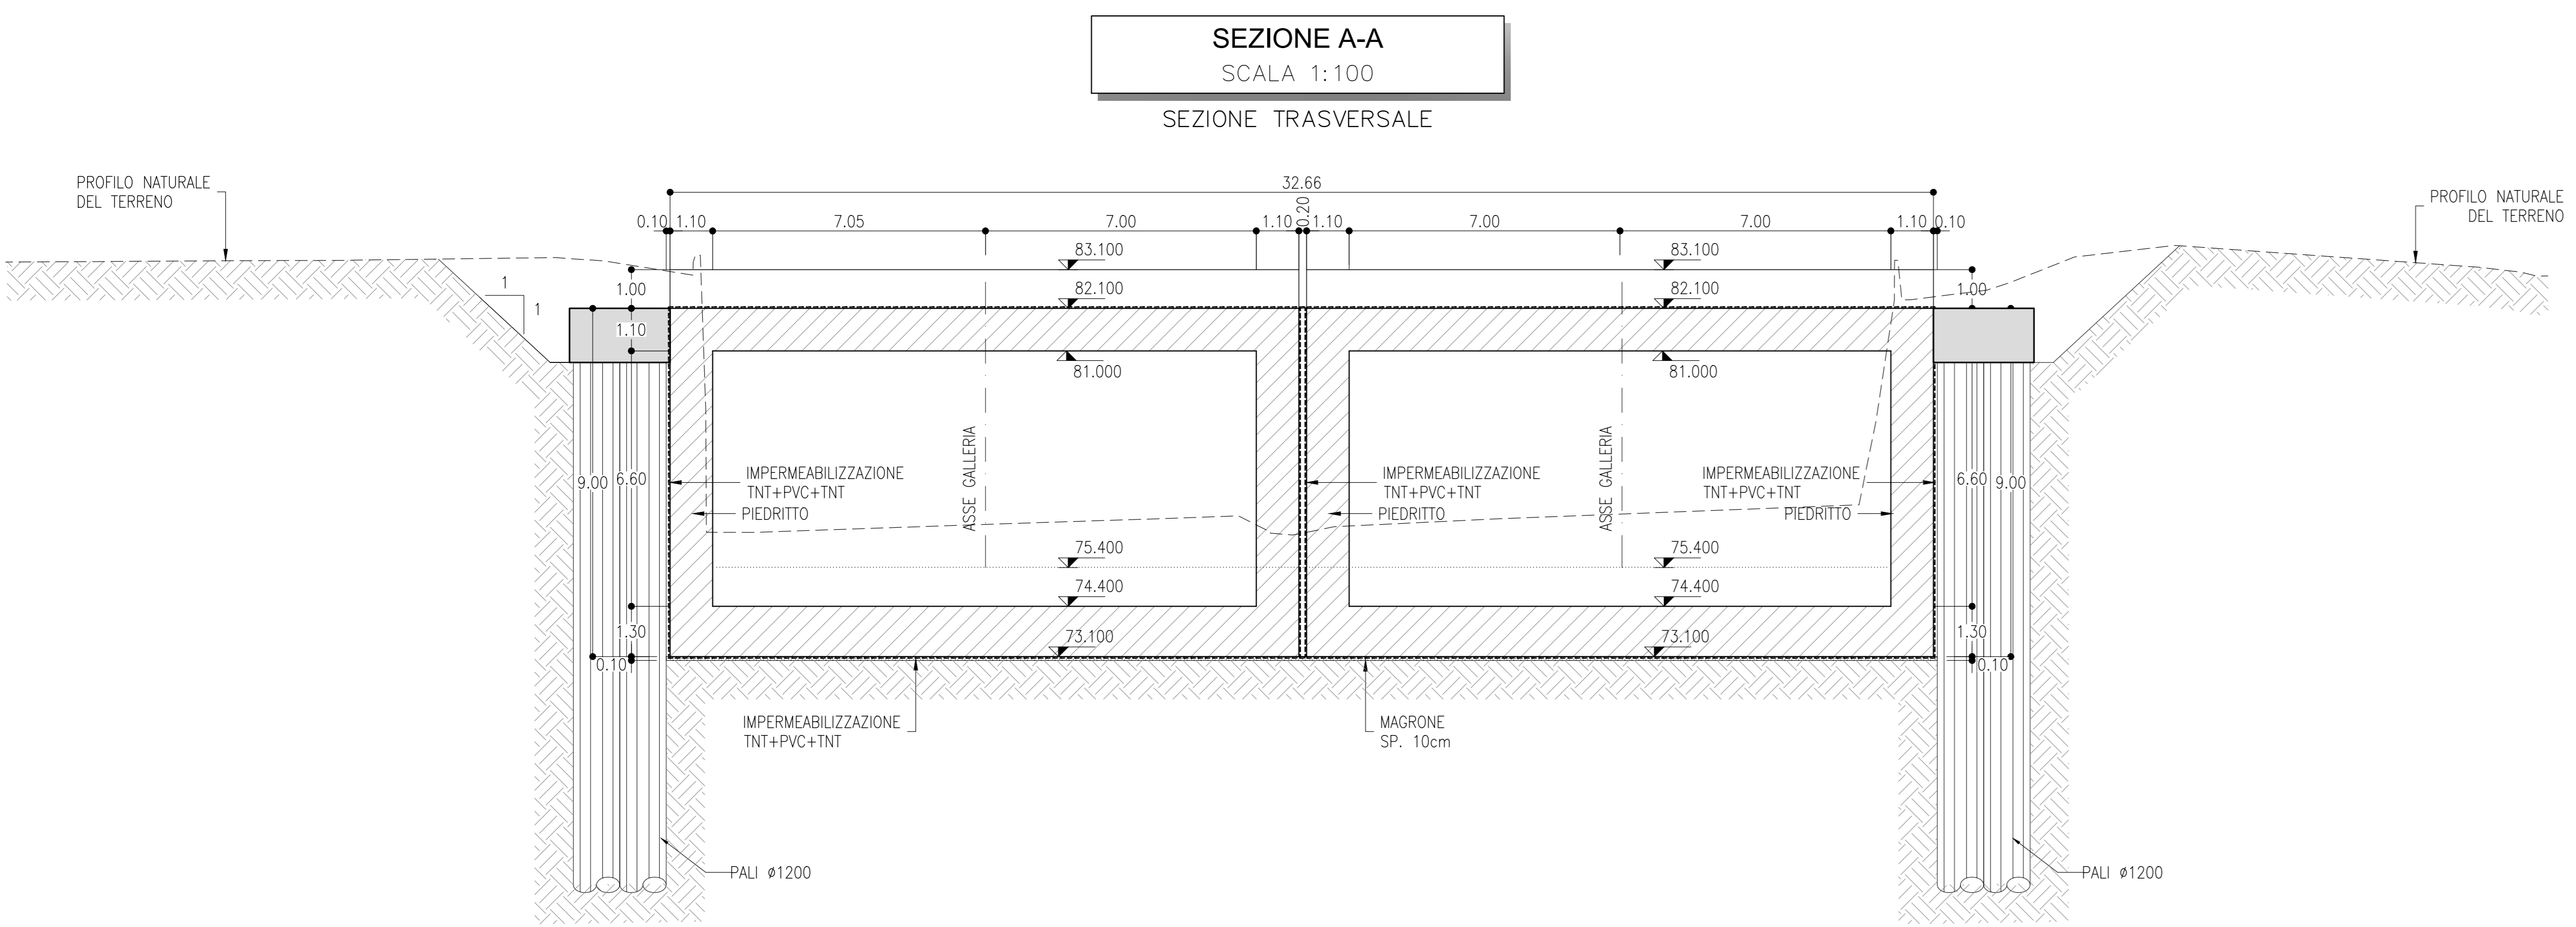 SEZIONE A-A
SCALA 1:100
SEZIONE TRASVERSALE
PROFILO NATURALE
DEL TERRENO
PROFILO NATURALE
DEL TERRENO
32.66
0.10 1.10 7.05 7.00 1.10 0.20 1.10 7.00 7.00 1.10 0.10
83.100 83.100
1.00 82.100 82.100 1.00
1
1
1.10
81.000 81.000
ASSE GALLERIA
ASSE GALLERIA
9.00 6.60
IMPERMEABILIZZAZIONE
TNT+PVC+TNT
PIEDRITTO
IMPERMEABILIZZAZIONE
TNT+PVC+TNT
PIEDRITTO
IMPERMEABILIZZAZIONE
TNT+PVC+TNT
PIEDRITTO
6.60 9.00
75.400 75.400
74.400 74.400
1.30 73.100 73.100 1.30
0.10 0.10
IMPERMEABILIZZAZIONE
TNT+PVC+TNT
MAGRONE
SP. 10cm
PALI ø1200
PALI ø1200